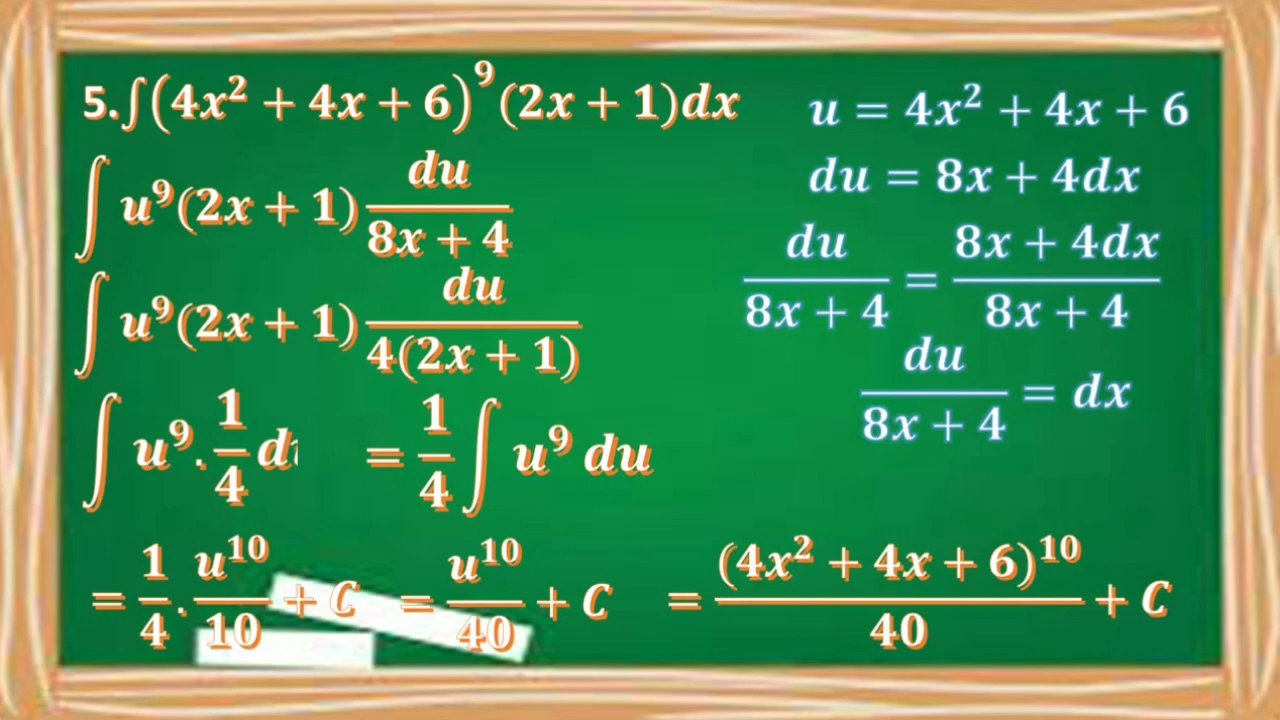 5. ∫(4x² + 4x + 6)⁹(2x + 1)dx
∫ u⁹(2x + 1) du/(8x + 4)
∫ u⁹(2x + 1) du/(4(2x + 1))
∫ u⁹ . 1/4 d = 1/4 ∫ u⁹ du
= 1/4 . u¹⁰/10 + C = u¹⁰/40 + C = (4x² + 4x + 6)¹⁰/40 + C
u = 4x² + 4x + 6
du = 8x + 4dx
du/(8x + 4) = (8x + 4dx)/(8x + 4)
du/(8x + 4) = dx